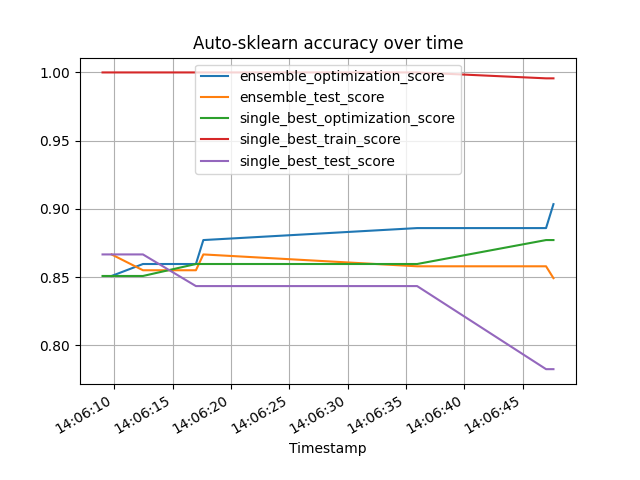 Auto-sklearn accuracy over time
1.00
0.95
0.90
0.85
0.80
ensemble_optimization_score
ensemble_test_score
single_best_optimization_score
single_best_train_score
single_best_test_score
14:06:10
14:06:15
14:06:20
14:06:25
14:06:30
14:06:35
14:06:40
14:06:45
Timestamp